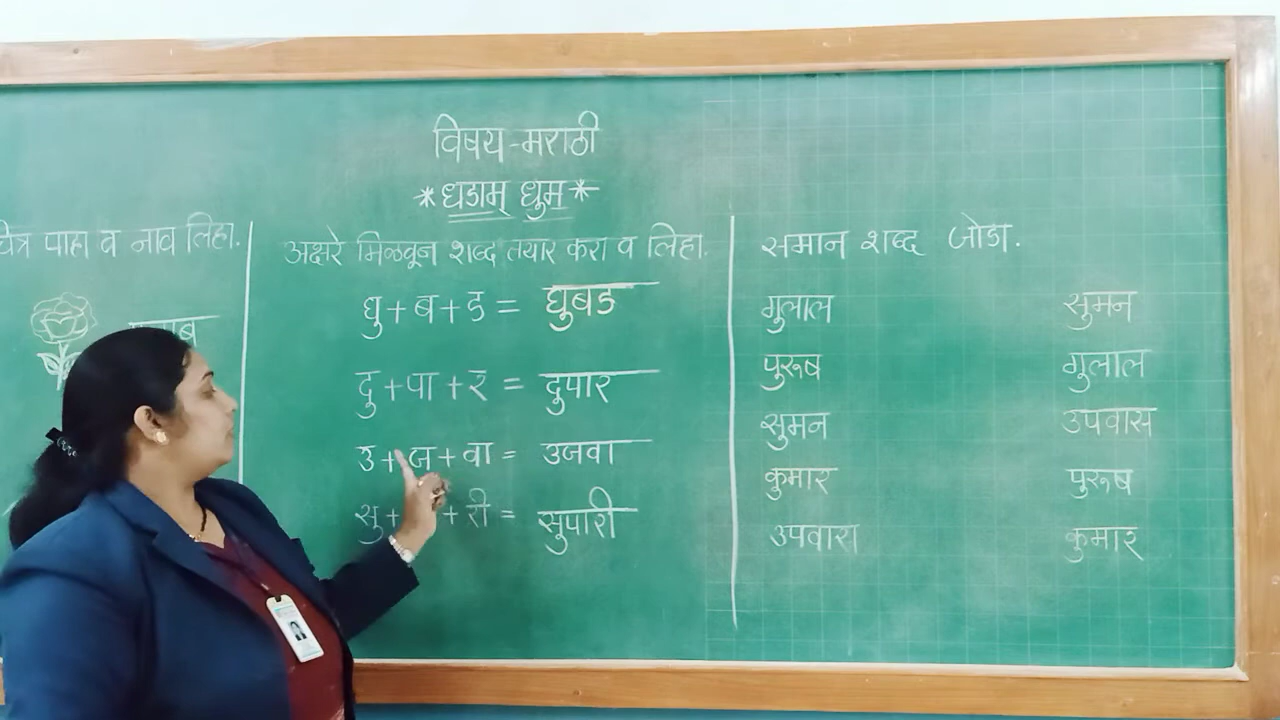 विषय-मराठी
*धडाम् धुम*
चित्र पाहा व नाव लिहा.
अक्षरे मिळवून शब्द तयार करा व लिहा.
घु+ब+ड = घुबड
दु+पा+र = दुपार
उ+ज+वा = उजवा
सु+ +री = सुपारी
समान शब्द जोडा.
गुलाल सुमन
पुरूष गुलाल
सुमन उपवास
कुमार पुरूष
उपवास कुमार